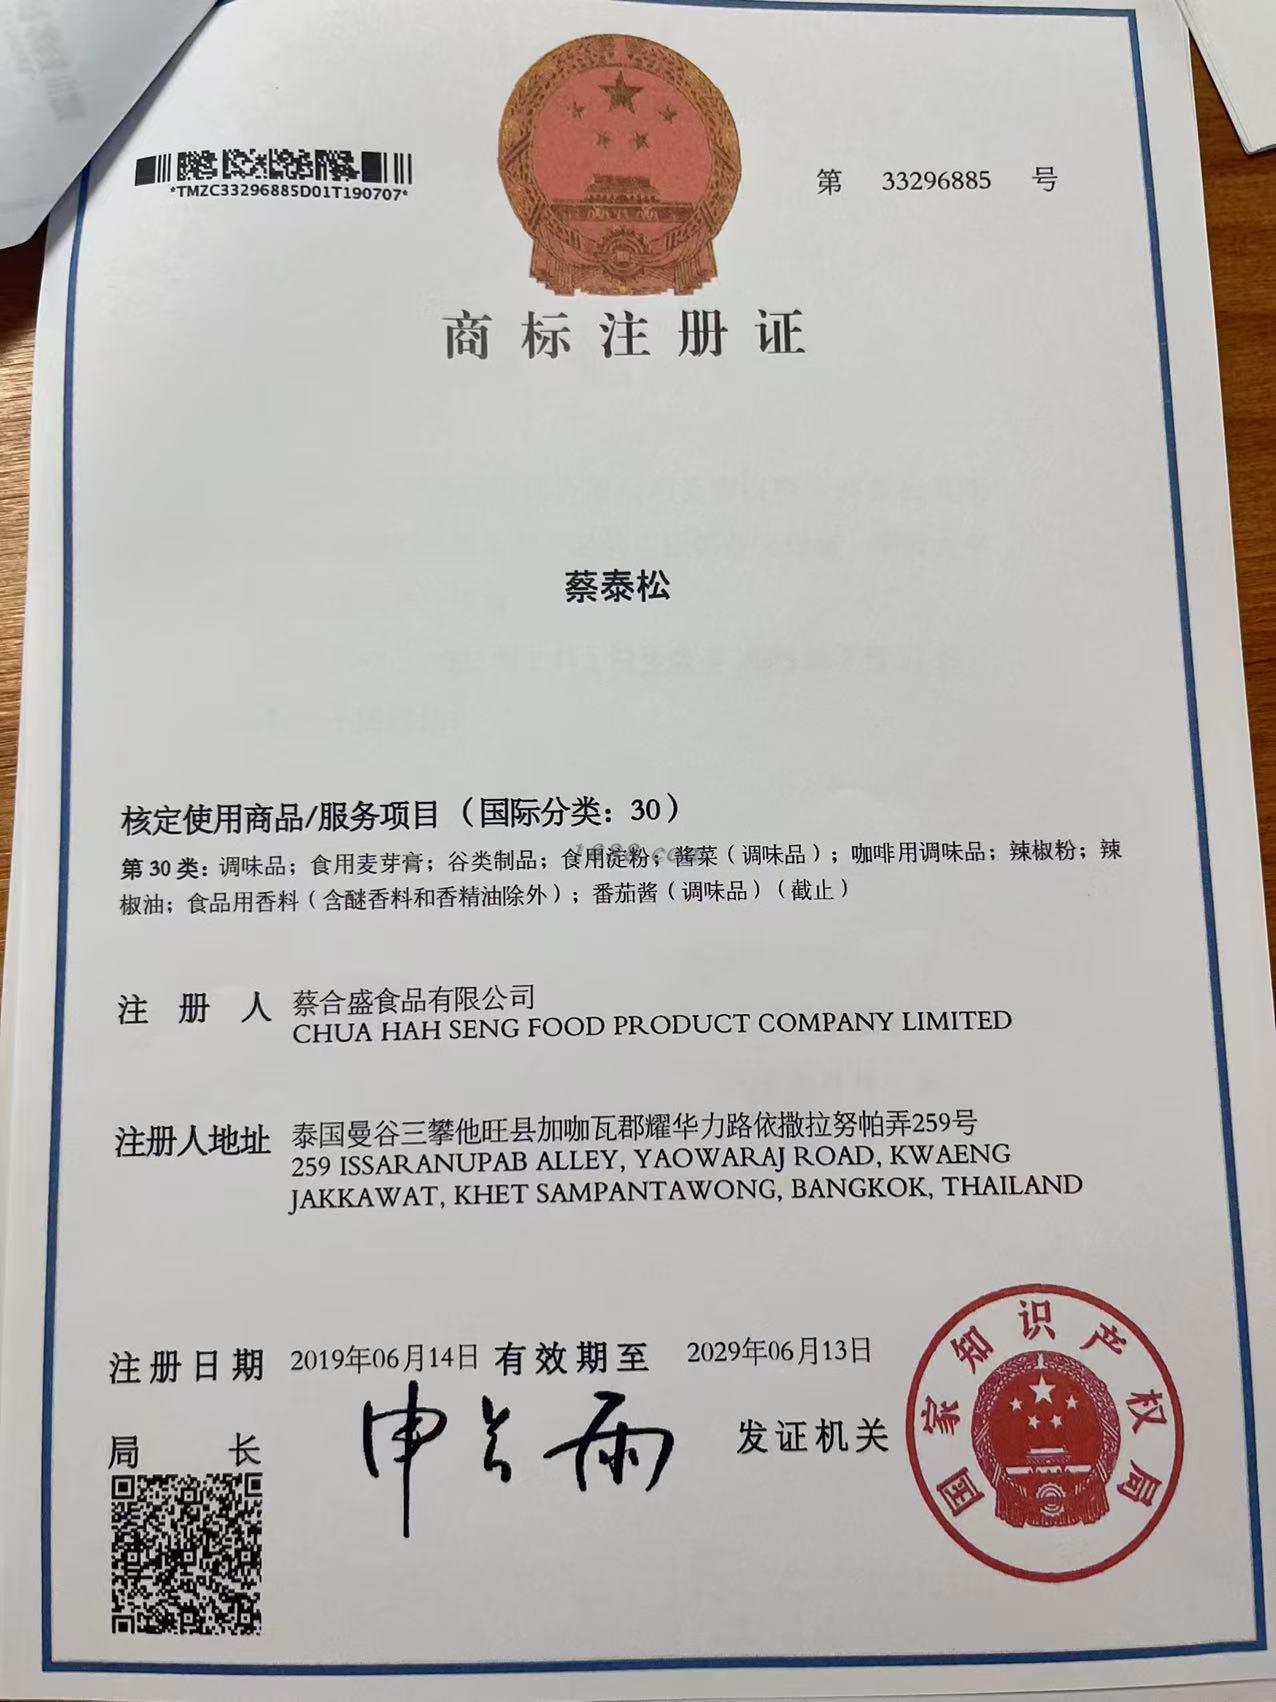 *TMZC33296885D01T190707*
第 33296885 号
商标注册证
蔡泰松
核定使用商品/服务项目（国际分类：30）
第30类：调味品；食用麦芽膏；谷类制品；食用淀粉；酱菜（调味品）；咖啡用调味品；辣椒粉；辣
椒油；食品用香料（含醚香料和香精油除外）；番茄酱（调味品）（截止）
注册人 蔡合盛食品有限公司
CHUA HAH SENG FOOD PRODUCT COMPANY LIMITED
注册人地址 泰国曼谷三攀他旺县加咖瓦郡耀华力路依撒拉努帕弄259号
259 ISSARANUPAB ALLEY, YAOWARAJ ROAD, KWAENG
JAKKAWAT, KHET SAMPANTAWONG, BANGKOK, THAILAND
注册日期 2019年06月14日 有效期至 2029年06月13日
局长 申长雨 发证机关
国家知识产权局